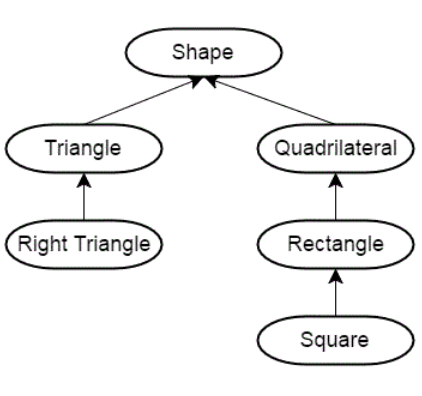 Shape
Triangle
Quadrilateral
Right Triangle
Rectangle
Square